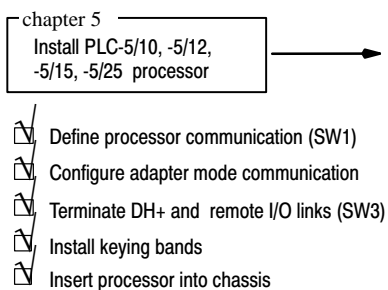 chapter 5
Install PLC-5/10, -5/12,
-5/15, -5/25 processor
Define processor communication (SW1)
Configure adapter mode communication
Terminate DH+ and remote I/O links (SW3)
Install keying bands
Insert processor into chassis